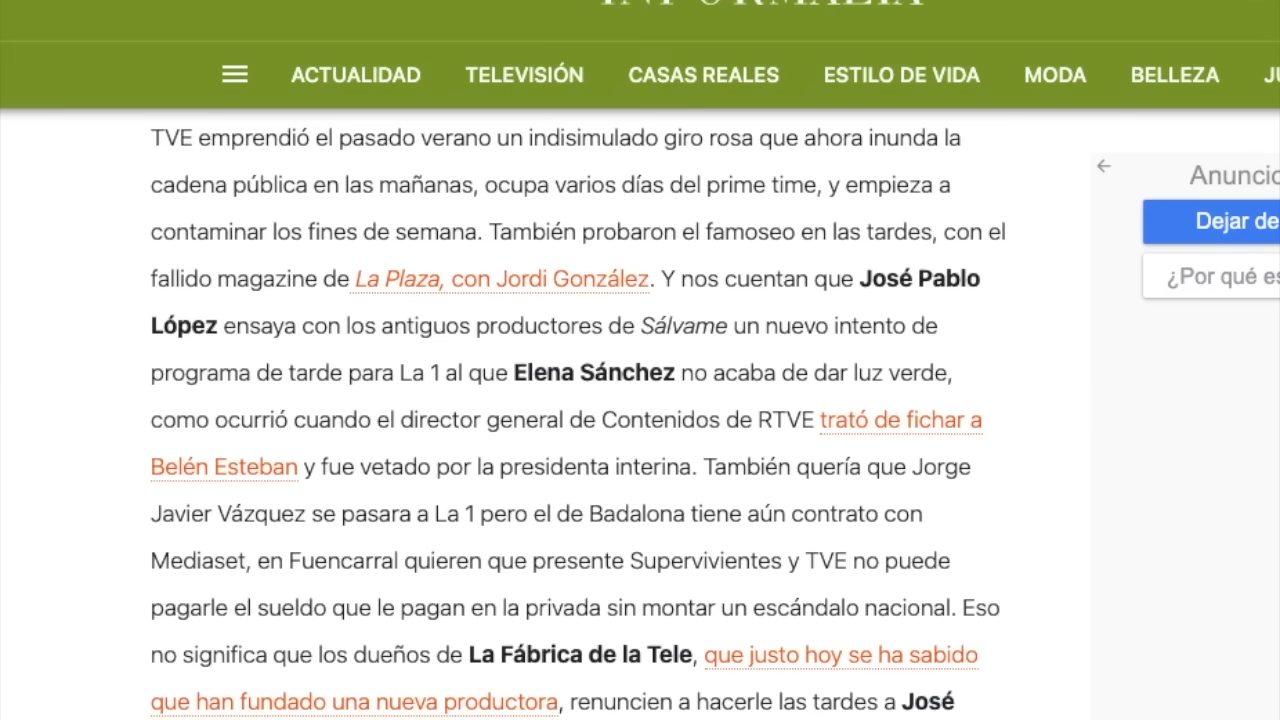 INFORMALIA
ACTUALIDAD TELEVISIÓN CASAS REALES ESTILO DE VIDA MODA BELLEZA
TVE emprendió el pasado verano un indisimulado giro rosa que ahora inunda la
cadena pública en las mañanas, ocupa varios días del prime time, y empieza a
contaminar los fines de semana. También probaron el famoseo en las tardes, con el
fallido magazine de La Plaza, con Jordi González. Y nos cuentan que José Pablo
López ensaya con los antiguos productores de Sálvame un nuevo intento de
programa de tarde para La 1 al que Elena Sánchez no acaba de dar luz verde,
como ocurrió cuando el director general de Contenidos de RTVE trató de fichar a
Belén Esteban y fue vetado por la presidenta interina. También quería que Jorge
Javier Vázquez se pasara a La 1 pero el de Badalona tiene aún contrato con
Mediaset, en Fuencarral quieren que presente Supervivientes y TVE no puede
pagarle el sueldo que le pagan en la privada sin montar un escándalo nacional. Eso
no significa que los dueños de La Fábrica de la Tele, que justo hoy se ha sabido
que han fundado una nueva productora, renuncien a hacerle las tardes a José
Anuncio
Dejar de
¿Por qué es